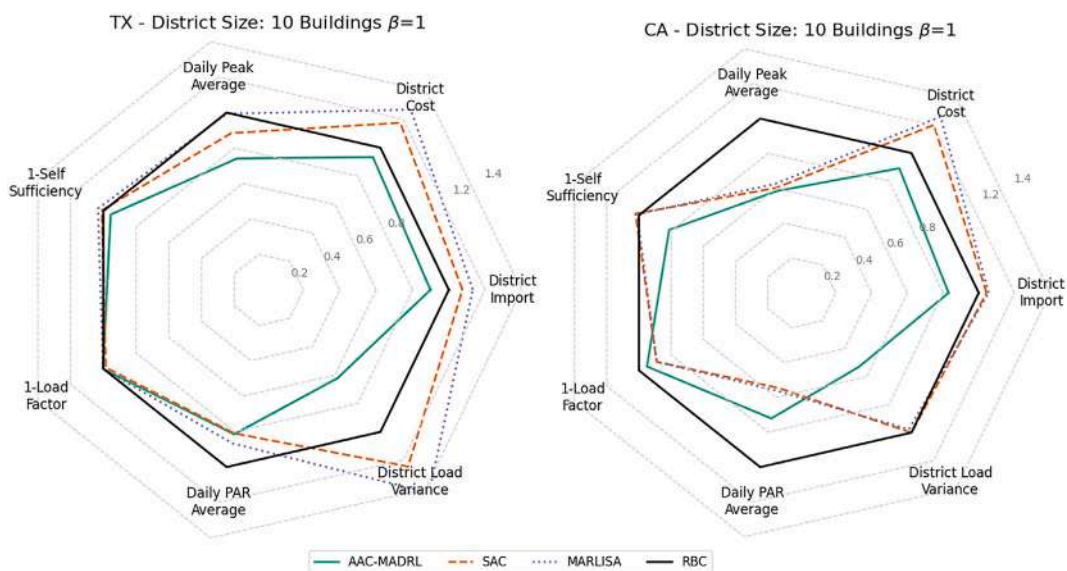 TX - District Size: 10 Buildings β=1
Daily Peak
Average
District
Cost
1-Self
Sufficiency
1.4
1.2
0.8
0.6
0.4
0.2
District
Import
1-Load
Factor
Daily PAR
Average
District Load
Variance
CA - District Size: 10 Buildings β=1
Daily Peak
Average
District
Cost
1-Self
Sufficiency
1.4
1.2
0.8
0.6
0.4
0.2
District
Import
1-Load
Factor
Daily PAR
Average
District Load
Variance
AAC-MADRL SAC MARLISA RBC